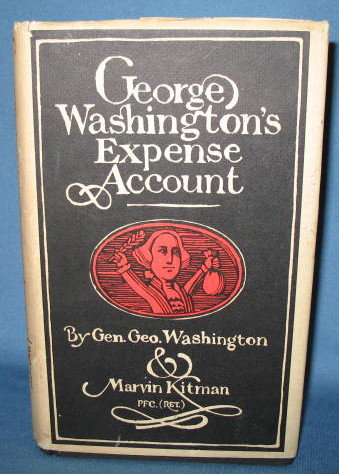 George
Washington's
Expense
Account
By Gen. Geo. Washington
&
Marvin Kitman
PFC. (RET.)